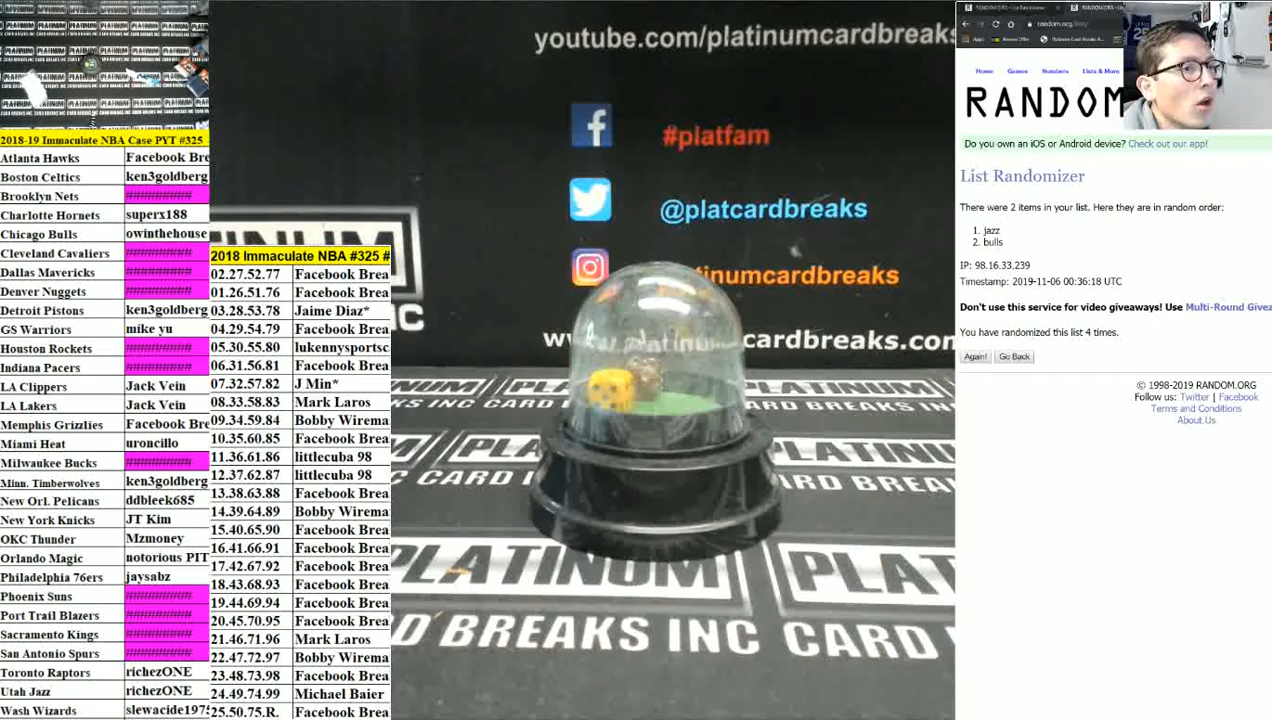 2018-19 Immaculate NBA Case PYT #325
Atlanta Hawks Facebook Bre
Boston Celtics ken3goldberg
Brooklyn Nets ##########
Charlotte Hornets superx188
Chicago Bulls owinthehouse
Cleveland Cavaliers ##########
Dallas Mavericks ##########
Denver Nuggets ##########
Detroit Pistons ken3goldberg
GS Warriors mike yu
Houston Rockets ##########
Indiana Pacers ##########
LA Clippers Jack Vein
LA Lakers Jack Vein
Memphis Grizzlies Facebook Bre
Miami Heat uroncillo
Milwaukee Bucks ##########
Minn. Timberwolves ken3goldberg
New Orl. Pelicans ddbleek685
New York Knicks JT Kim
OKC Thunder Mzmoney
Orlando Magic notorious PIT
Philadelphia 76ers jaysabz
Phoenix Suns ##########
Port Trail Blazers ##########
Sacramento Kings ##########
San Antonio Spurs ##########
Toronto Raptors richezONE
Utah Jazz richezONE
Wash Wizards slewacide1975
2018 Immaculate NBA #325 #
02.27.52.77 Facebook Brea
01.26.51.76 Facebook Brea
03.28.53.78 Jaime Diaz*
04.29.54.79 Facebook Brea
05.30.55.80 lukennysportsc
06.31.56.81 Facebook Brea
07.32.57.82 J Min*
08.33.58.83 Mark Laros
09.34.59.84 Bobby Wirema
10.35.60.85 Facebook Brea
11.36.61.86 littlecuba 98
12.37.62.87 littlecuba 98
13.38.63.88 Facebook Brea
14.39.64.89 Bobby Wirema
15.40.65.90 Facebook Brea
16.41.66.91 Facebook Brea
17.42.67.92 Facebook Brea
18.43.68.93 Facebook Brea
19.44.69.94 Facebook Brea
20.45.70.95 Facebook Brea
21.46.71.96 Mark Laros
22.47.72.97 Bobby Wirema
23.48.73.98 Facebook Brea
24.49.74.99 Michael Baier
25.50.75.R. Facebook Brea
youtube.com/platinumcardbreaks
#platfam
@platcardbreaks
tinumcardbreaks
INUM
INC
PLATINUM
CARD BREAKS INC CARD
random.org/lists/
Home Games Numbers Lists & More
RANDOM
Do you own an iOS or Android device? Check out our app!
List Randomizer
There were 2 items in your list. Here they are in random order:
1. jazz
2. bulls
IP: 98.16.33.239
Timestamp: 2019-11-06 00:36:18 UTC
Don't use this service for video giveaways! Use Multi-Round Givea
You have randomized this list 4 times.
Again! Go Back
© 1998-2019 RANDOM.ORG
Follow us: Twitter | Facebook
Terms and Conditions
About Us